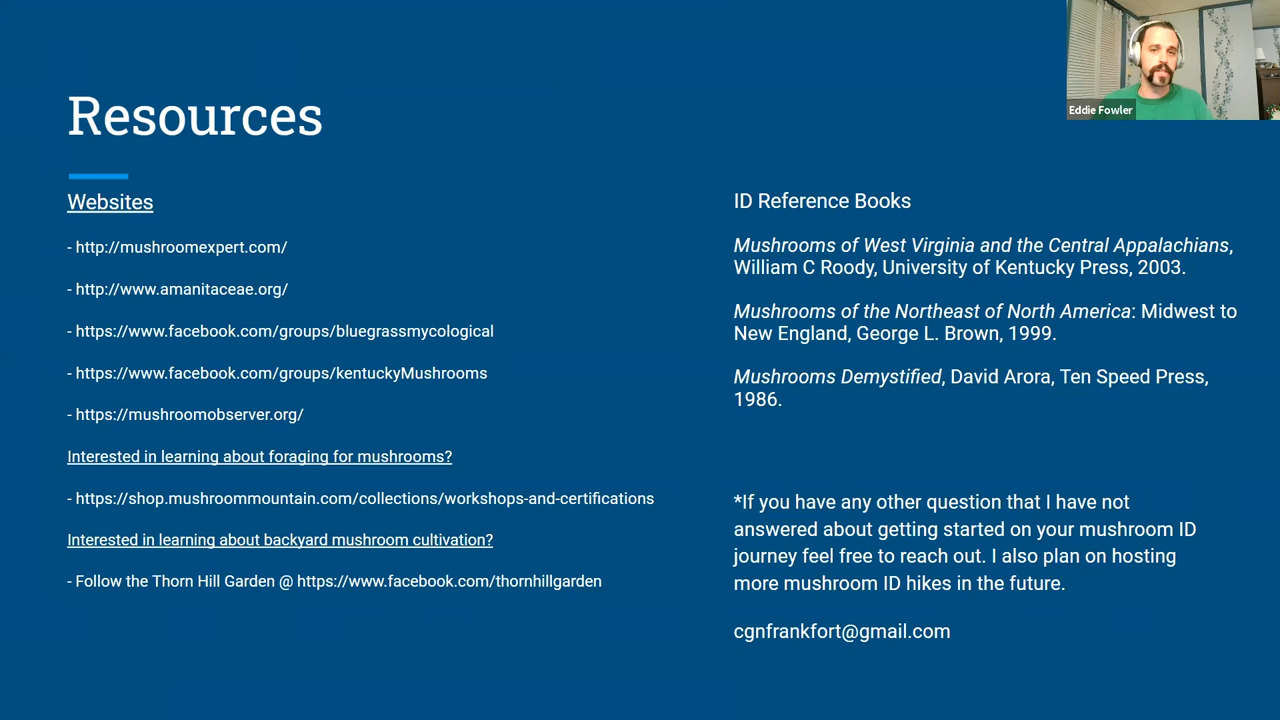 Resources
Websites
- http://mushroomexpert.com/
- http://www.amanitaceae.org/
- https://www.facebook.com/groups/bluegrassmycological
- https://www.facebook.com/groups/kentuckyMushrooms
- https://mushroomobserver.org/
Interested in learning about foraging for mushrooms?
- https://shop.mushroommountain.com/collections/workshops-and-certifications
Interested in learning about backyard mushroom cultivation?
- Follow the Thorn Hill Garden @ https://www.facebook.com/thornhillgarden
ID Reference Books
Mushrooms of West Virginia and the Central Appalachians,
William C Roody, University of Kentucky Press, 2003.
Mushrooms of the Northeast of North America: Midwest to
New England, George L. Brown, 1999.
Mushrooms Demystified, David Arora, Ten Speed Press,
1986.
*If you have any other question that I have not
answered about getting started on your mushroom ID
journey feel free to reach out. I also plan on hosting
more mushroom ID hikes in the future.
cgnfrankfort@gmail.com
Eddie Fowler